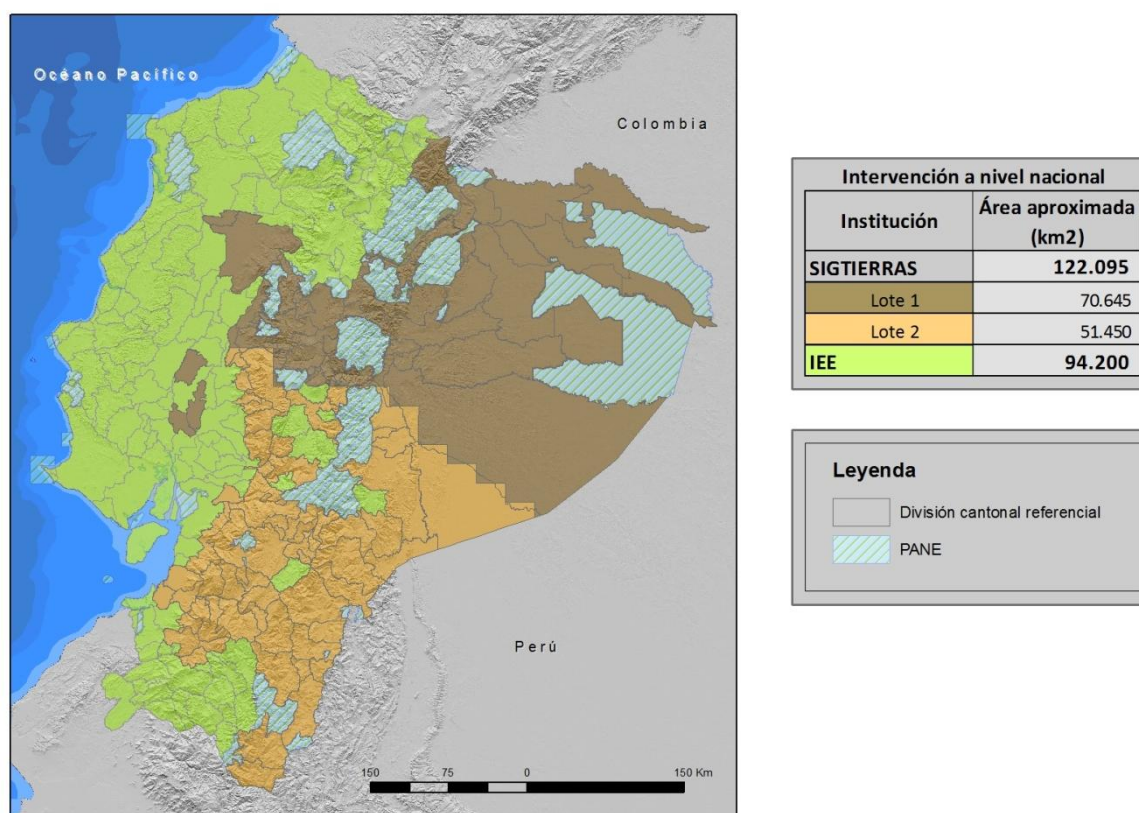 Océano Pacífico
Colombia
Perú
150 75 0 150 Km
Intervención a nivel nacional
Institución Área aproximada
(km2)
SIGTIERRAS 122.095
Lote 1 70.645
Lote 2 51.450
IEE 94.200
Leyenda
División cantonal referencial
PANE